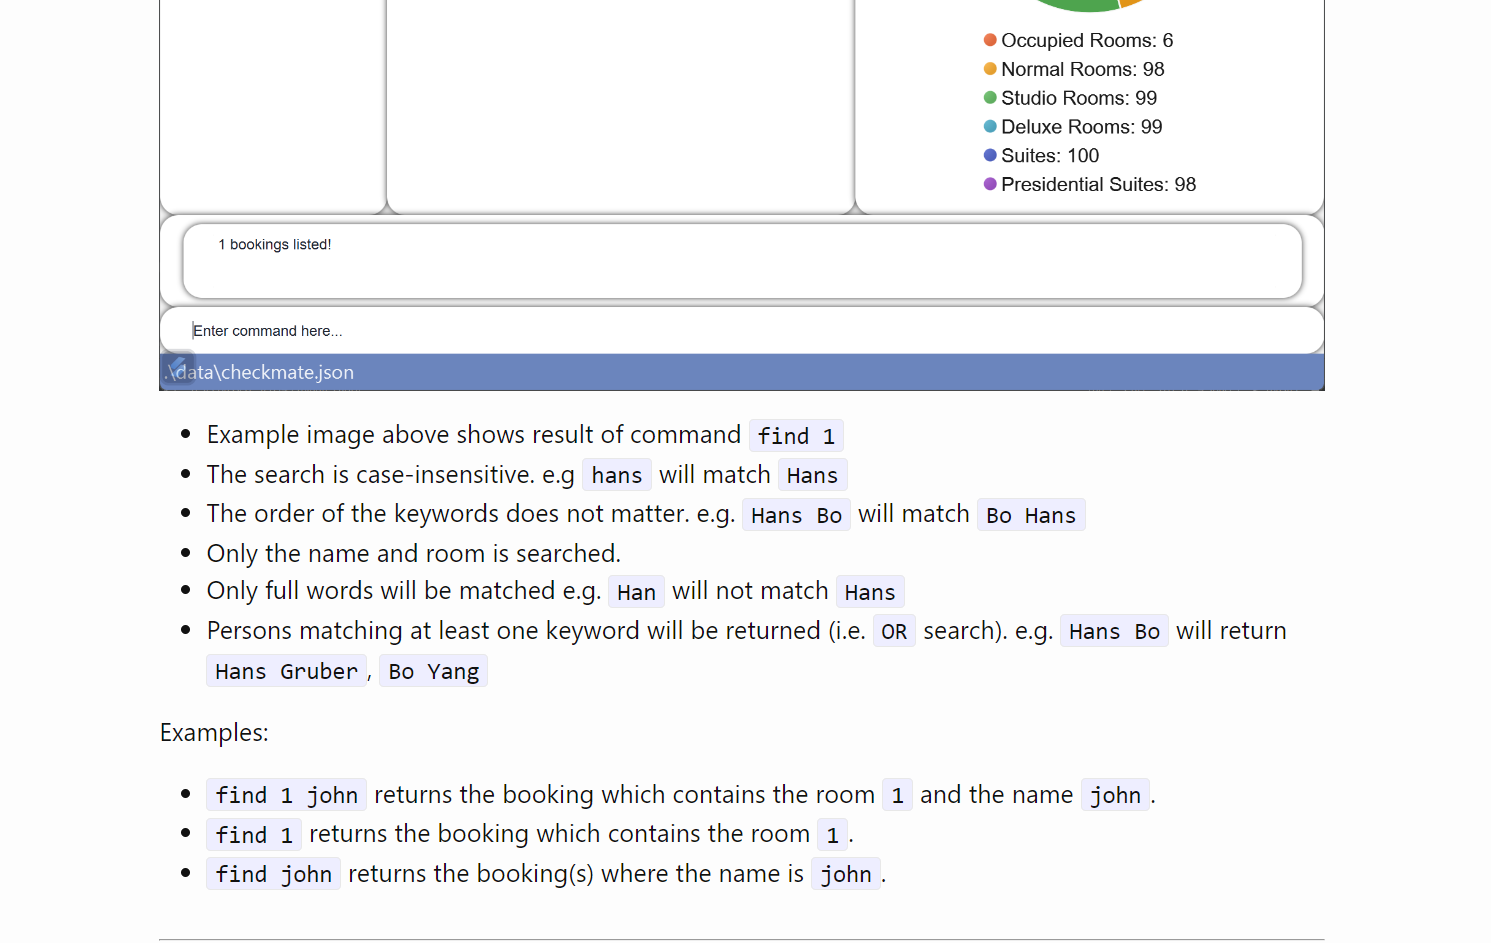 Occupied Rooms: 6
Normal Rooms: 98
Studio Rooms: 99
Deluxe Rooms: 99
Suites: 100
Presidential Suites: 98
1 bookings listed!
Enter command here...
.\data\checkmate.json
Example image above shows result of command find 1
The search is case-insensitive. e.g hans will match Hans
The order of the keywords does not matter. e.g. Hans Bo will match Bo Hans
Only the name and room is searched.
Only full words will be matched e.g. Han will not match Hans
Persons matching at least one keyword will be returned (i.e. OR search). e.g. Hans Bo will return
Hans Gruber, Bo Yang
Examples:
find 1 john returns the booking which contains the room 1 and the name john.
find 1 returns the booking which contains the room 1.
find john returns the booking(s) where the name is john.